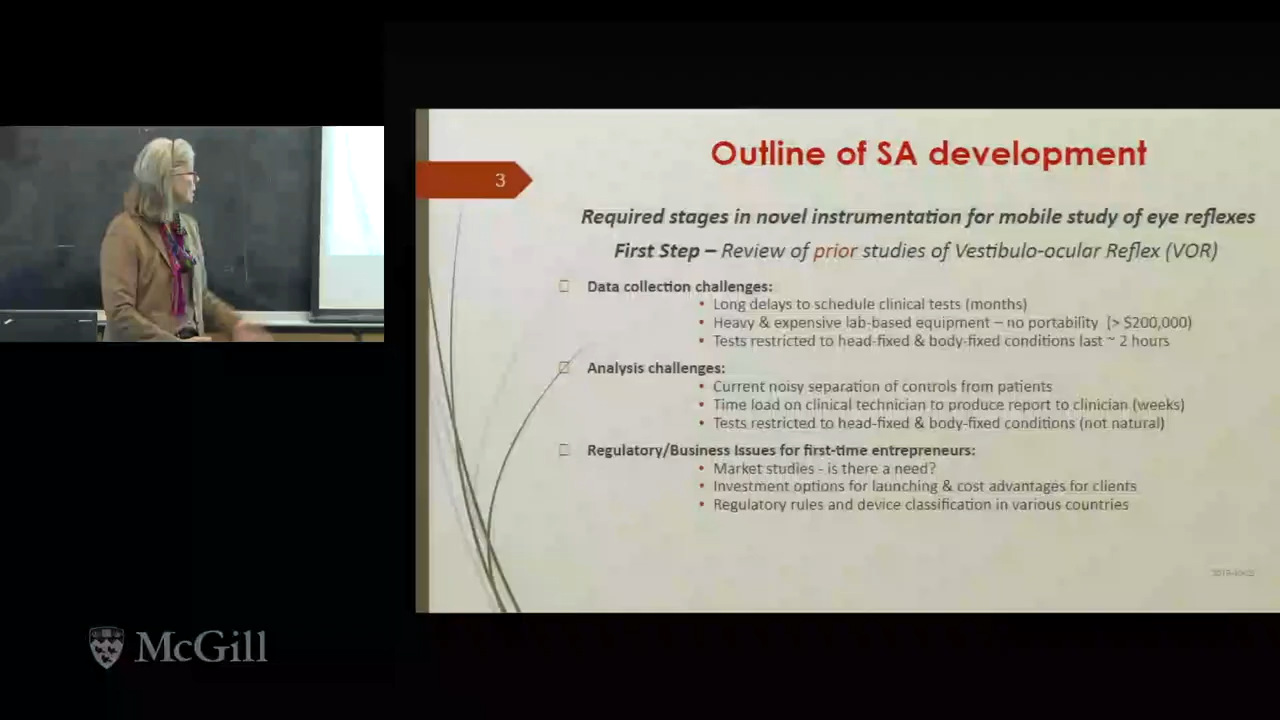 Outline of SA development
3
Required stages in novel instrumentation for mobile study of eye reflexes
First Step – Review of prior studies of Vestibulo-ocular Reflex (VOR)
Data collection challenges:
• Long delays to schedule clinical tests (months)
• Heavy & expensive lab-based equipment – no portability (> $200,000)
• Tests restricted to head-fixed & body-fixed conditions last ~ 2 hours
Analysis challenges:
• Current noisy separation of controls from patients
• Time load on clinical technician to produce report to clinician (weeks)
• Tests restricted to head-fixed & body-fixed conditions (not natural)
Regulatory/Business Issues for first-time entrepreneurs:
• Market studies - is there a need?
• Investment options for launching & cost advantages for clients
• Regulatory rules and device classification in various countries
McGill